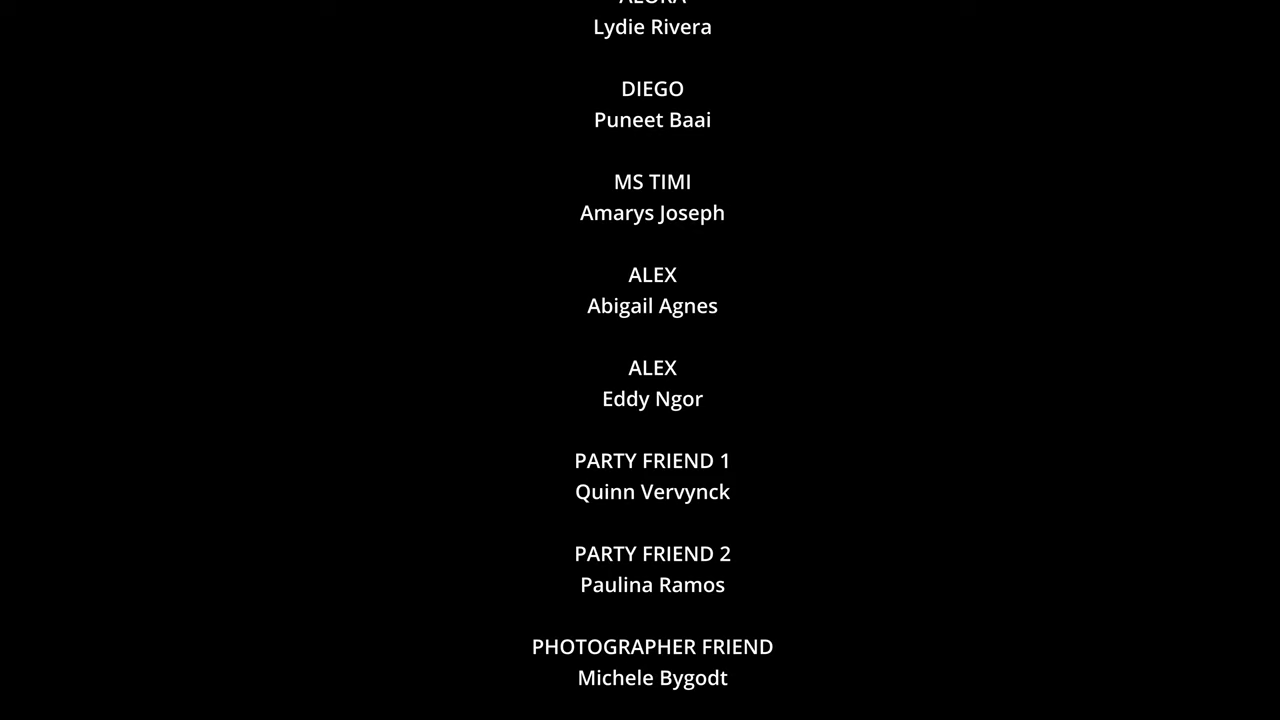 ALORA
Lydie Rivera
DIEGO
Puneet Baai
MS TIMI
Amarys Joseph
ALEX
Abigail Agnes
ALEX
Eddy Ngor
PARTY FRIEND 1
Quinn Vervynck
PARTY FRIEND 2
Paulina Ramos
PHOTOGRAPHER FRIEND
Michele Bygodt